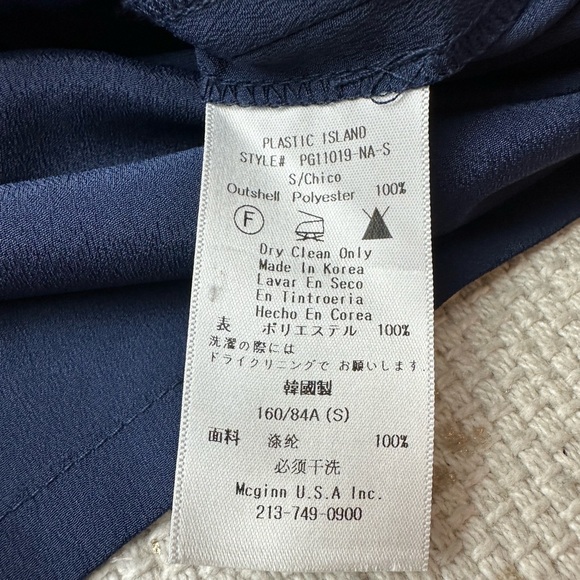 PLASTIC ISLAND
STYLE# PG11019-NA-S
S/Chico
Outshell Polyester 100%
F
Dry Clean Only
Made In Korea
Lavar En Seco
En Tintroeria
Hecho En Corea
表 ポリエステル 100%
洗濯の際には
ドライクリニングで お願いします.
韓國製
160/84A (S)
面料 涤纶 100%
必须干洗
Mcginn U.S.A Inc.
213-749-0900